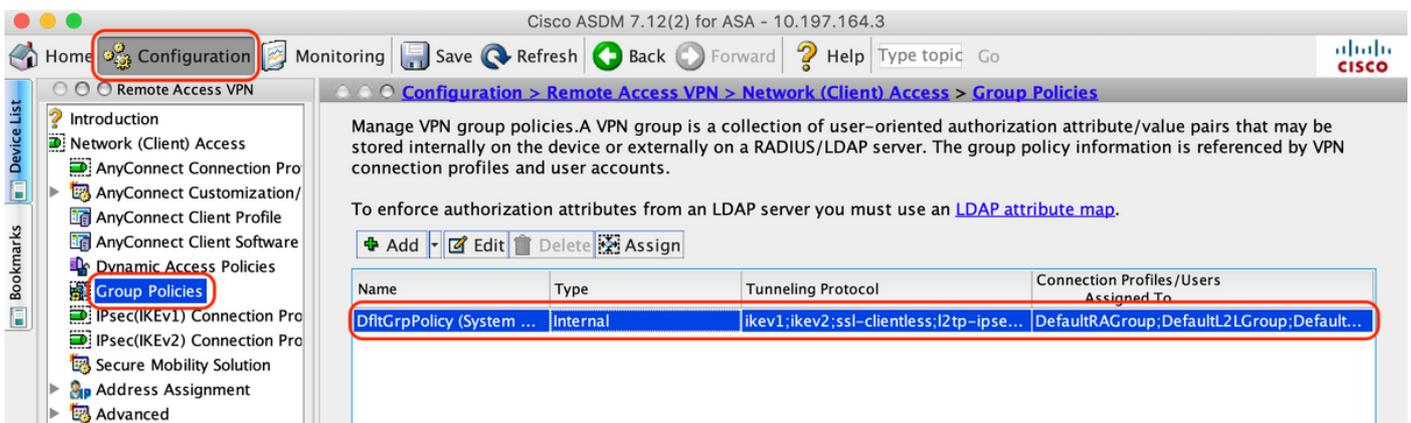 Cisco ASDM 7.12(2) for ASA - 10.197.164.3
Home Configuration Monitoring Save Refresh Back Forward Help Type topic Go
CISCO
Device List
Bookmarks
Remote Access VPN
Introduction
Network (Client) Access
AnyConnect Connection Pro
AnyConnect Customization/
AnyConnect Client Profile
AnyConnect Client Software
Dynamic Access Policies
Group Policies
IPsec(IKEv1) Connection Pro
IPsec(IKEv2) Connection Pro
Secure Mobility Solution
Address Assignment
Advanced
Configuration > Remote Access VPN > Network (Client) Access > Group Policies
Manage VPN group policies.A VPN group is a collection of user-oriented authorization attribute/value pairs that may be
stored internally on the device or externally on a RADIUS/LDAP server. The group policy information is referenced by VPN
connection profiles and user accounts.
To enforce authorization attributes from an LDAP server you must use an LDAP attribute map.
Add Edit Delete Assign
Name Type Tunneling Protocol Connection Profiles/Users
Assigned To
DfltGrpPolicy (System ... Internal ikev1;ikev2;ssl-clientless;l2tp-ipse... DefaultRAGroup;DefaultL2LGroup;Default...